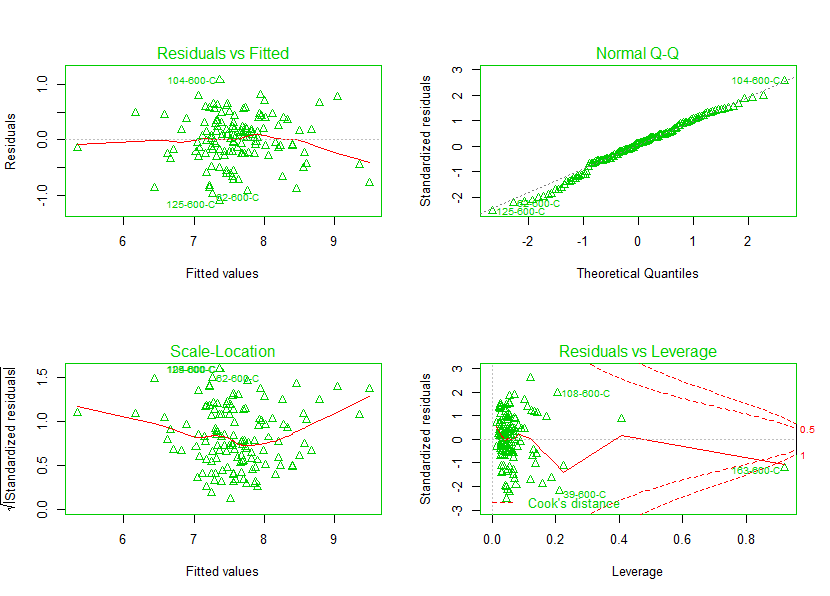 Residuals vs Fitted
Residuals
-1.0 0.0 1.0
104-600-C
62-600-C
125-600-C
6 7 8 9
Fitted values
Normal Q-Q
Standardized residuals
-2 -1 0 1 2 3
104-600-C
62-600-C
125-600-C
-2 -1 0 1 2
Theoretical Quantiles
Scale-Location
√|Standardized residuals|
0.0 0.5 1.0 1.5
62-600-C
6 7 8 9
Fitted values
Residuals vs Leverage
Standardized residuals
-3 -2 -1 0 1 2 3
108-600-C
0.5
1
39-600-C
Cook's distance
0.0 0.2 0.4 0.6 0.8
Leverage